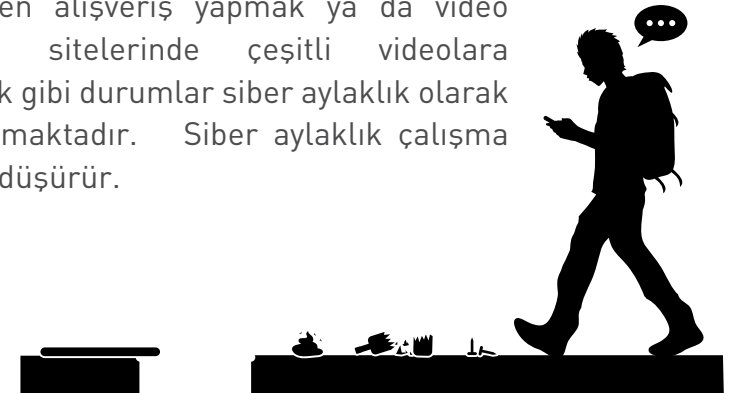 alışveriş yapmak ya da video
sitelerinde çeşitli videolara
gibi durumlar siber aylaklık olarak
Siber aylaklık çalışma
düşürür.